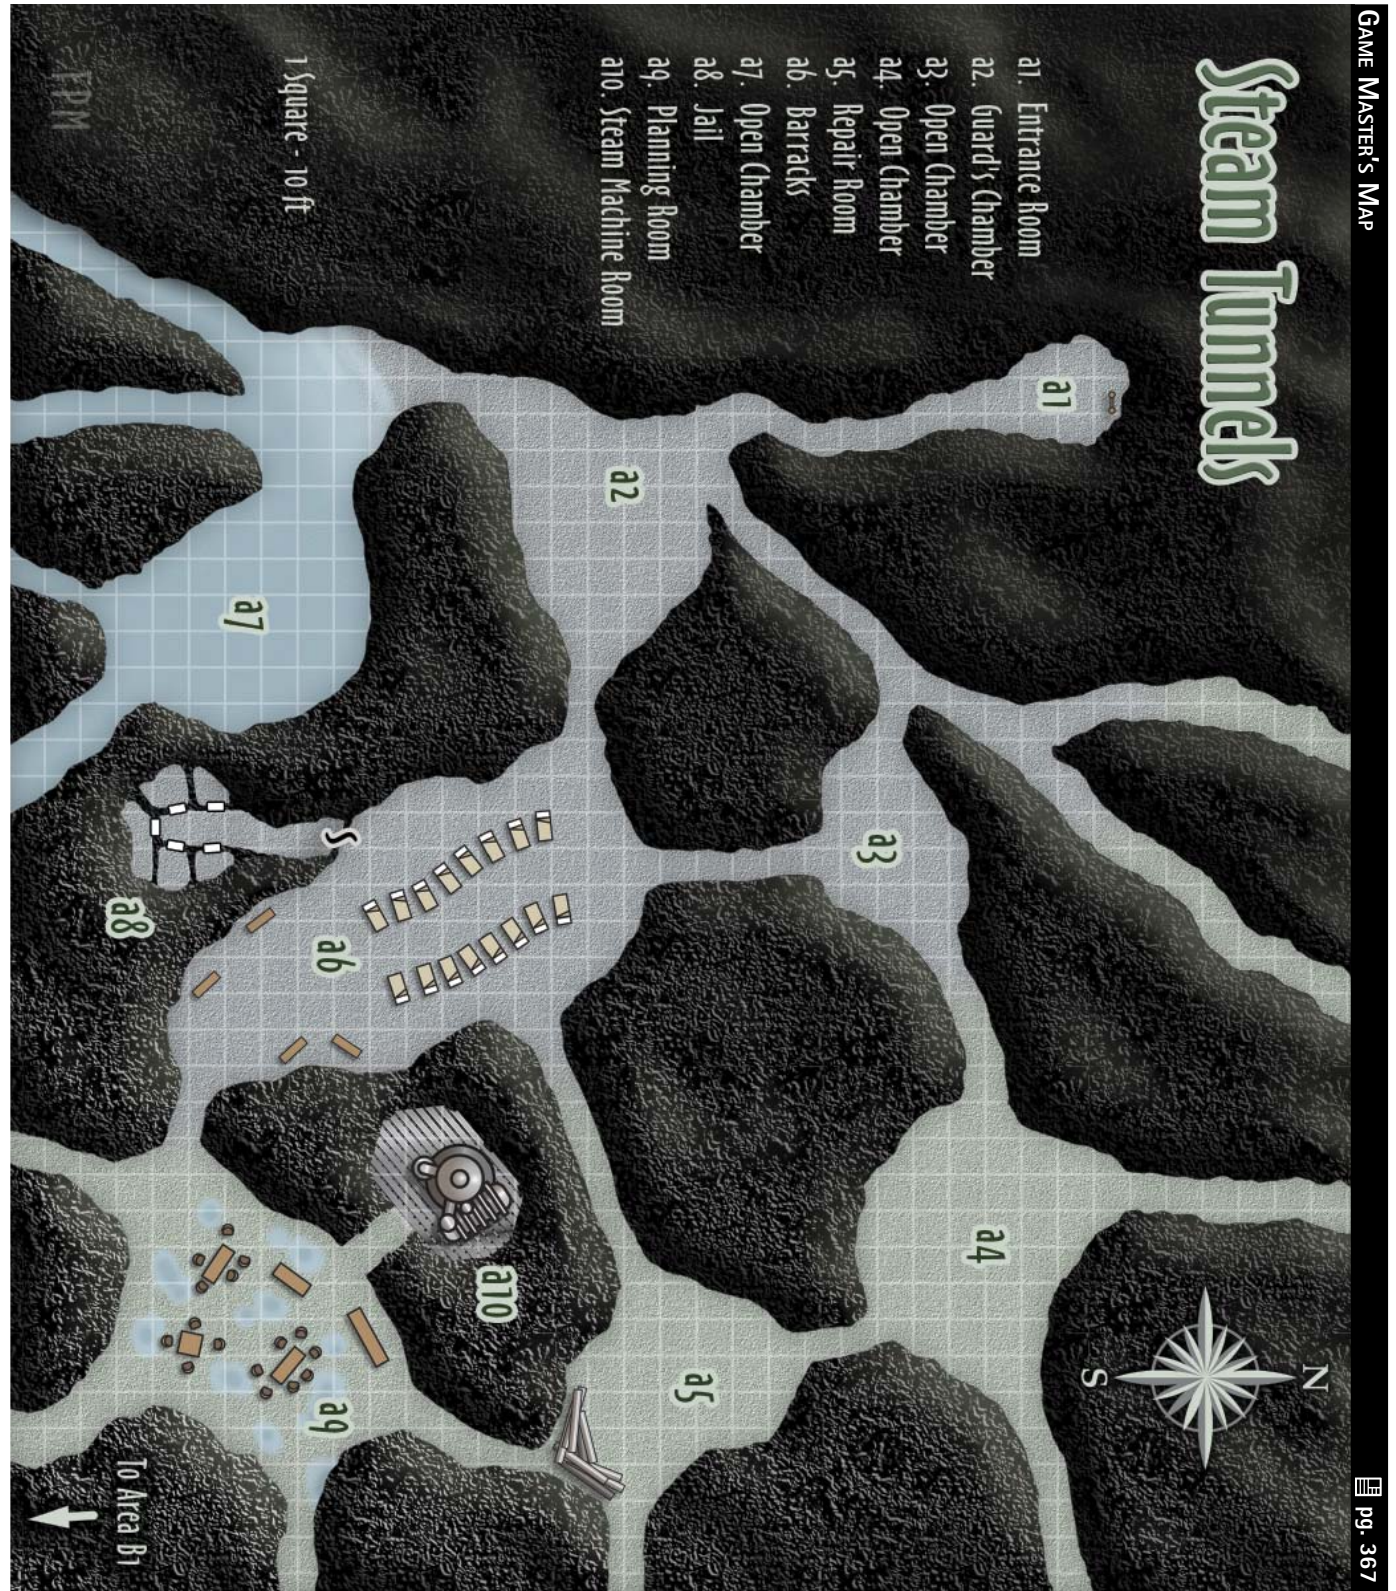 GAME MASTER'S MAP
pg. 367
Steam Tunnels
a1. Entrance Room
a2. Guard's Chamber
a3. Open Chamber
a4. Open Chamber
a5. Repair Room
a6. Barracks
a7. Open Chamber
a8. Jail
a9. Planning Room
a10. Steam Machine Room
1 Square - 10 ft
FPM
a1
a2
a3
a4
a5
a6
a7
a8
a9
a10
S
N
S
To Area B1